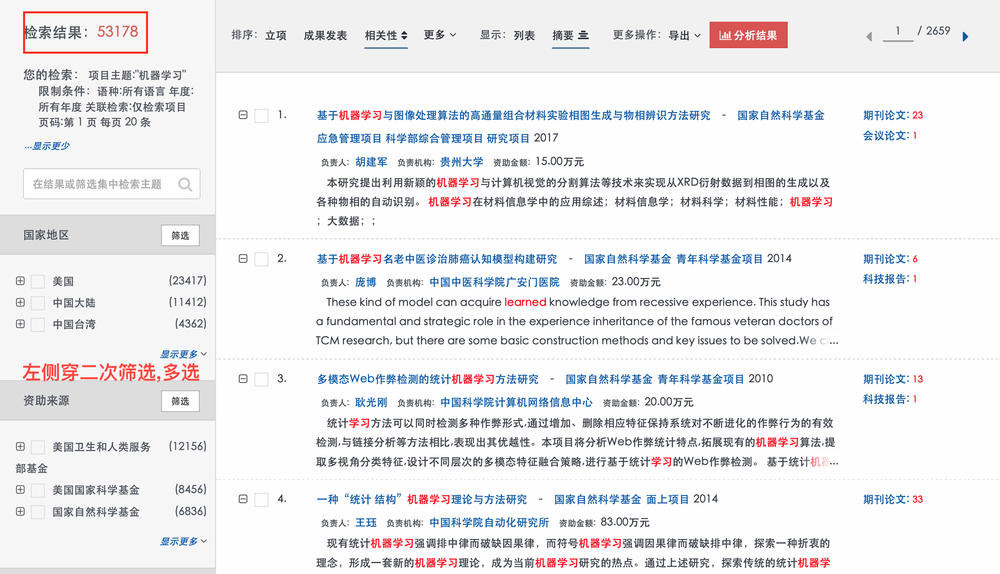 检索结果：53178
您的检索： 项目主题:"机器学习"
限制条件：语种:所有语言 年度:
所有年度 关联检索:仅检索项目
页码:第 1 页 每页 20 条
...显示更少
在结果或筛选集中检索主题
国家地区 筛选
美国 (23417)
中国大陆 (11412)
中国台湾 (4362)
显示更多
左侧穿二次筛选,多选
资助来源 筛选
美国卫生和人类服务 (12156)
部基金
美国国家科学基金 (8456)
国家自然科学基金 (6836)
显示更多
排序： 立项 成果发表 相关性 更多 显示： 列表 摘要 更多操作： 导出 分析结果 1 / 2659
1. 基于机器学习与图像处理算法的高通量组合材料实验相图生成与物相辨识方法研究 - 国家自然科学基金
应急管理项目 科学部综合管理项目 研究项目 2017
负责人： 胡建军 负责机构： 贵州大学 资助金额： 15.00万元
本研究提出利用新颖的机器学习与计算机视觉的分割算法等技术来实现从XRD衍射数据到相图的生成以及
各种物相的自动识别。 机器学习在材料信息学中的应用综述；材料信息学；材料科学；材料性能；机器学习
；大数据；；
期刊论文：23
会议论文：1
2. 基于机器学习名老中医诊治肺癌认知模型构建研究 - 国家自然科学基金 青年科学基金项目 2014
负责人： 庞博 负责机构： 中国中医科学院广安门医院 资助金额： 23.00万元
These kind of model can acquire learned knowledge from recessive experience. This study has
a fundamental and strategic role in the experience inheritance of the famous veteran doctors of
TCM research, but there are some basic construction methods and key issues to be solved.We ...
期刊论文：6
科技报告：1
3. 多模态Web作弊检测的统计机器学习方法研究 - 国家自然科学基金 青年科学基金项目 2010
负责人： 耿光刚 负责机构： 中国科学院计算机网络信息中心 资助金额： 20.00万元
统计学习方法可以同时检测多种作弊形式,通过增加、删除相应特征保持系统对不断进化的作弊行为的有效
检测,与链接分析等方法相比,表现出其优越性。本项目将分析Web作弊统计特点,拓展现有的机器学习算法,提
取多视角分类特征,设计不同层次的多模态特征融合策略,进行基于统计学习的Web作弊检测。 基于统计机器...
期刊论文：13
科技报告：1
4. 一种“统计 结构”机器学习理论与方法研究 - 国家自然科学基金 面上项目 2014
负责人： 王珏 负责机构： 中国科学院自动化研究所 资助金额： 83.00万元
现有统计机器学习强调排中律而破缺因果律，而符号机器学习强调因果律而破缺排中律，探索一种折衷的
理念，形成一套新的机器学习理论，成为当前机器学习研究的热点。通过上述研究，探索传统的统计机器学
期刊论文：33